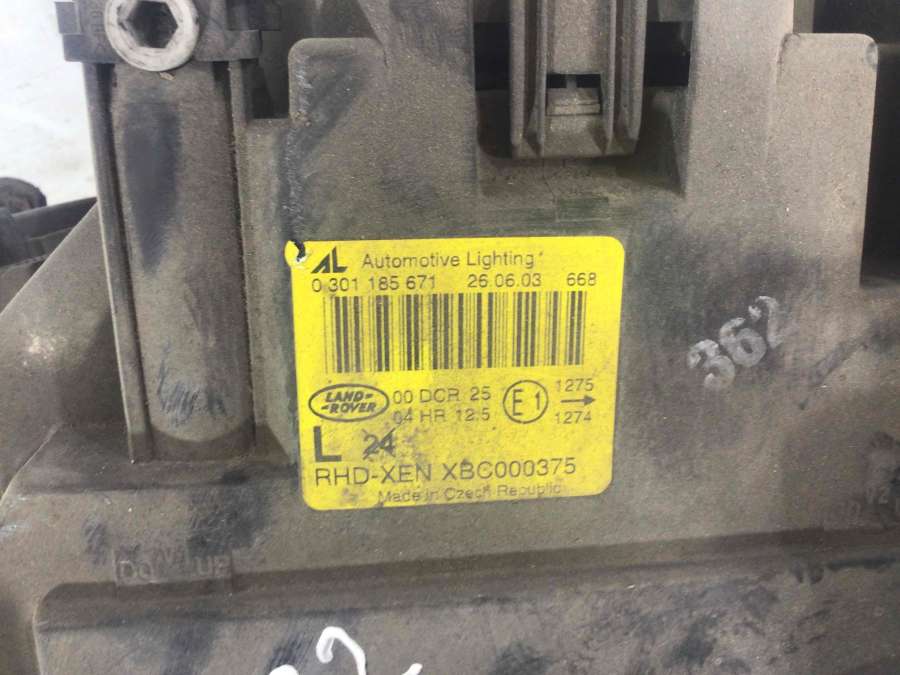 AL Automotive Lighting
0 301 185 671 26.06.03 668
LAND-
ROVER
00 DCR 25
04 HR 12.5
E1
1275
1274
L 24
RHD-XEN XBC000375
Made in Czech Republic
362